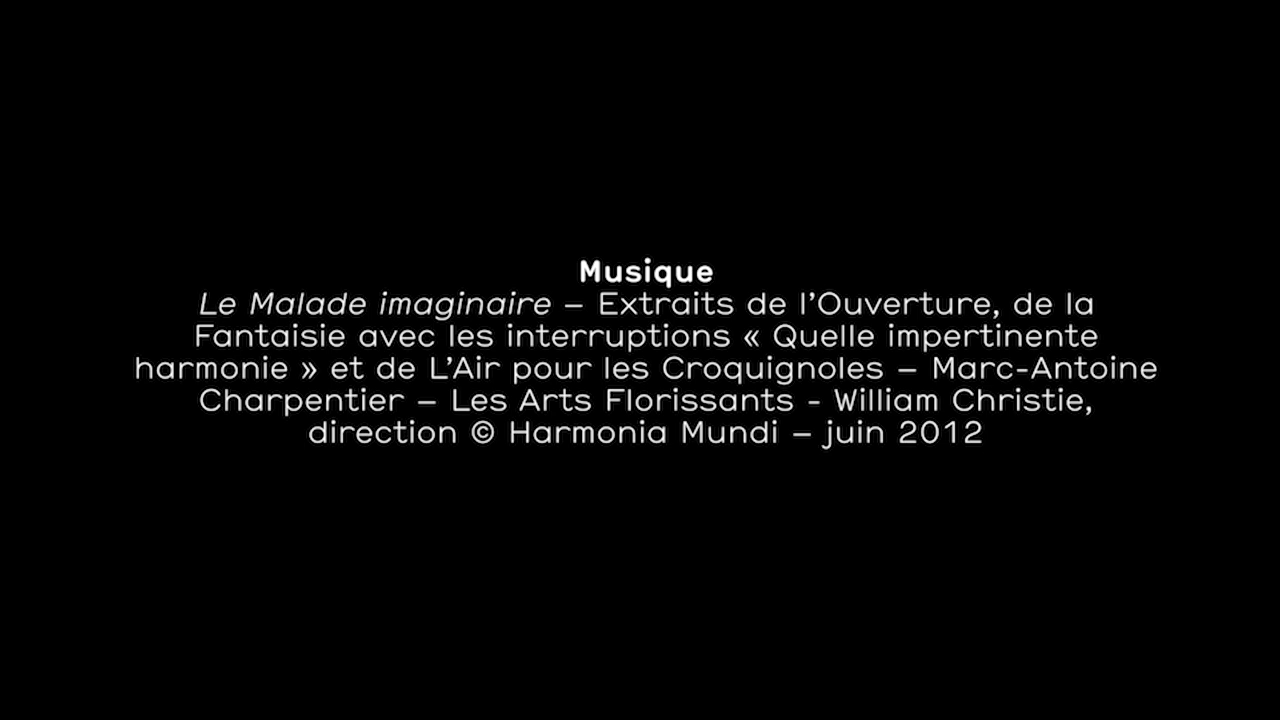 Musique
Le Malade imaginaire – Extraits de l’Ouverture, de la
Fantaisie avec les interruptions « Quelle impertinente
harmonie » et de L’Air pour les Croquignoles – Marc-Antoine
Charpentier – Les Arts Florissants - William Christie,
direction © Harmonia Mundi – juin 2012